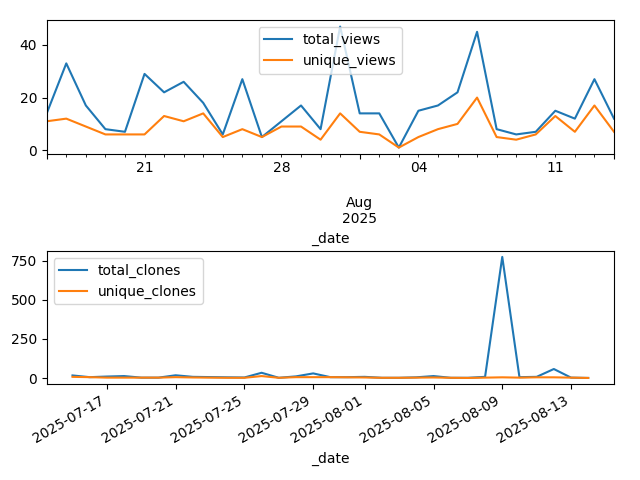 40
20
0
total_views
unique_views
21
28
04
11
Aug
2025
_date
750
500
250
0
total_clones
unique_clones
2025-07-17
2025-07-21
2025-07-25
2025-07-29
2025-08-01
2025-08-05
2025-08-09
2025-08-13
_date